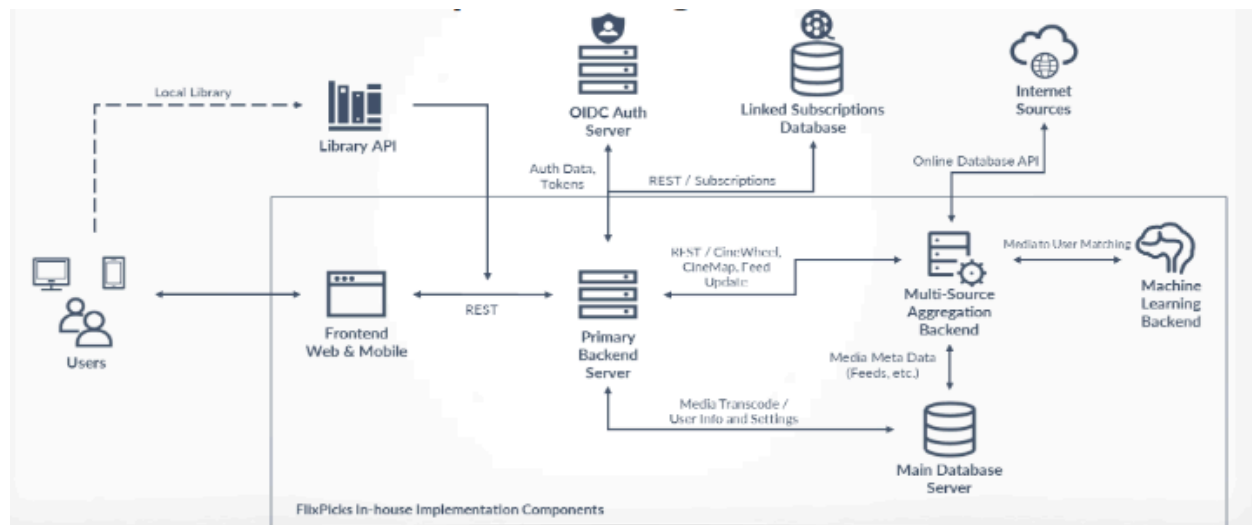 Local Library
Library API
OIDC Auth
Server
Linked Subscriptions
Database
Internet
Sources
Auth Data,
Tokens
REST / Subscriptions
Online Database API
Users
Frontend
Web & Mobile
REST
Primary
Backend
Server
REST / CineWheel,
CineMap, Feed
Update
Multi-Source
Aggregation
Backend
Media to User Matching
Machine
Learning
Backend
Media Meta Data
(Feeds, etc.)
Media Transcode /
User Info and Settings
Main Database
Server
FlixPicks In-house Implementation Components